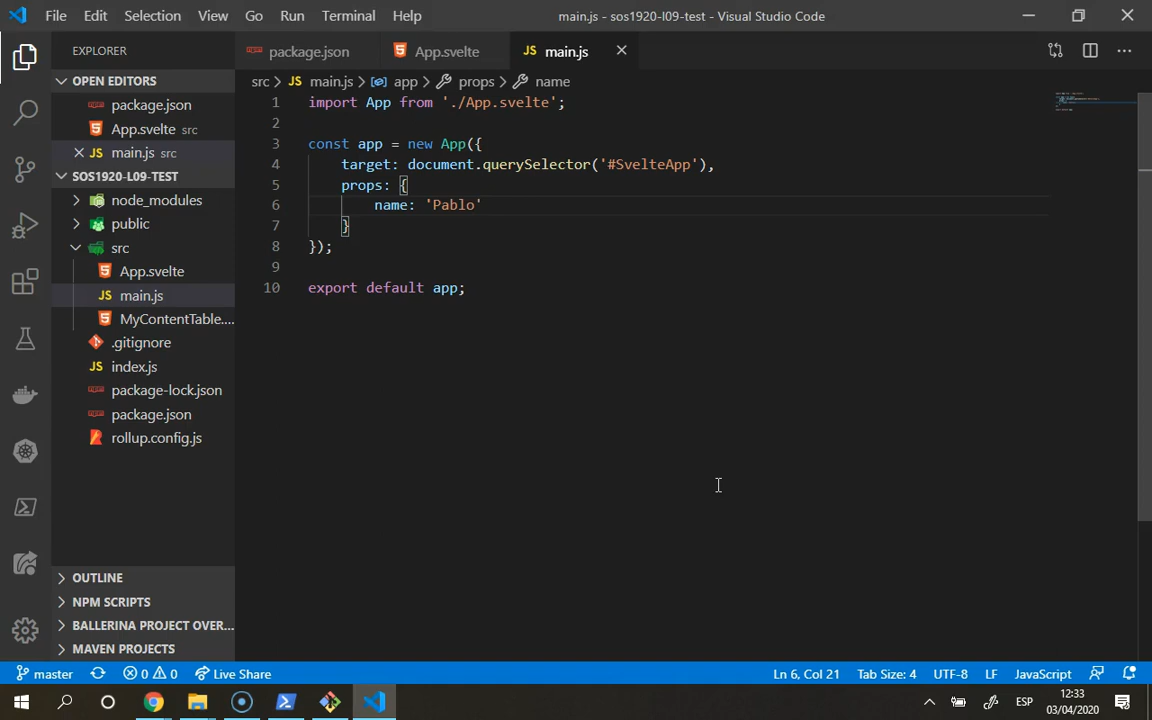 File Edit Selection View Go Run Terminal Help main.js - sos1920-l09-test - Visual Studio Code
EXPLORER
OPEN EDITORS
package.json
App.svelte src
main.js src
SOS1920-L09-TEST
node_modules
public
src
App.svelte
main.js
MyContentTable....
.gitignore
index.js
package-lock.json
package.json
rollup.config.js
OUTLINE
NPM SCRIPTS
BALLERINA PROJECT OVER...
MAVEN PROJECTS
package.json App.svelte JS main.js
src > JS main.js > app > props > name
1 import App from './App.svelte';
2
3 const app = new App({
4 target: document.querySelector('#SvelteApp'),
5 props: {
6 name: 'Pablo'
7 }
8 });
9
10 export default app;
master 0 0 Live Share Ln 6, Col 21 Tab Size: 4 UTF-8 LF JavaScript
ESP 12:33
03/04/2020